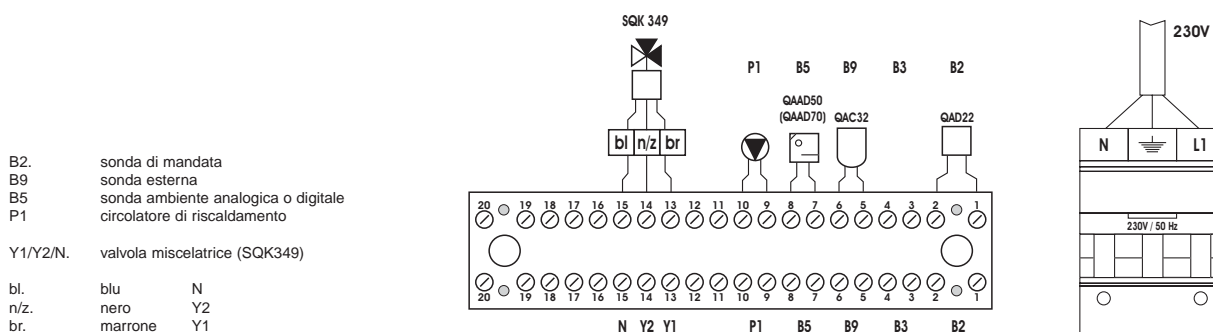 B2. sonda di mandata
B9 sonda esterna
B5 sonda ambiente analogica o digitale
P1 circolatore di riscaldamento
Y1/Y2/N. valvola miscelatrice (SQK349)
bl. blu N
n/z. nero Y2
br. marrone Y1
SQK 349
P1 B5 B9 B3 B2
QAAD50
(QAAD70) QAC32 QAD22
bl n/z br
20 19 18 17 16 15 14 13 12 11 10 9 8 7 6 5 4 3 2 1
20 19 18 17 16 15 14 13 12 11 10 9 8 7 6 5 4 3 2 1
N Y2 Y1 P1 B5 B9 B3 B2
230V
N L1
230V / 50 Hz